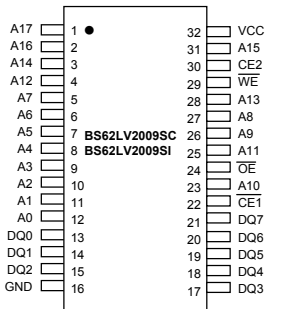 A17 1 32 VCC
A16 2 31 A15
A14 3 30 CE2
A12 4 29 WE
A7 5 28 A13
A6 6 27 A8
A5 7 BS62LV2009SC 26 A9
A4 8 BS62LV2009SI 25 A11
A3 9 24 OE
A2 10 23 A10
A1 11 22 CE1
A0 12 21 DQ7
DQ0 13 20 DQ6
DQ1 14 19 DQ5
DQ2 15 18 DQ4
GND 16 17 DQ3